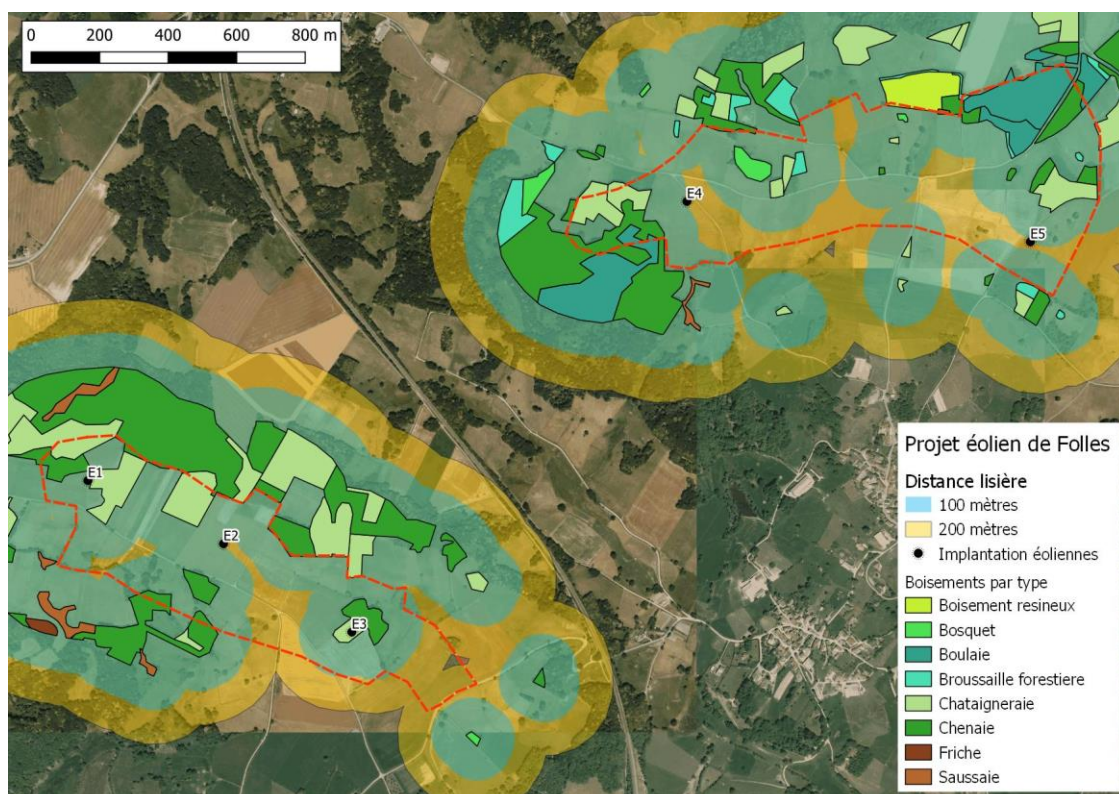 0 200 400 600 800 m
E4
E5
E1
E2
E3
Projet éolien de Folles
Distance lisière
100 mètres
200 mètres
Implantation éoliennes
Boisements par type
Boisement resineux
Bosquet
Boulaie
Broussaille forestiere
Chataigneraie
Chenaie
Friche
Saussaie